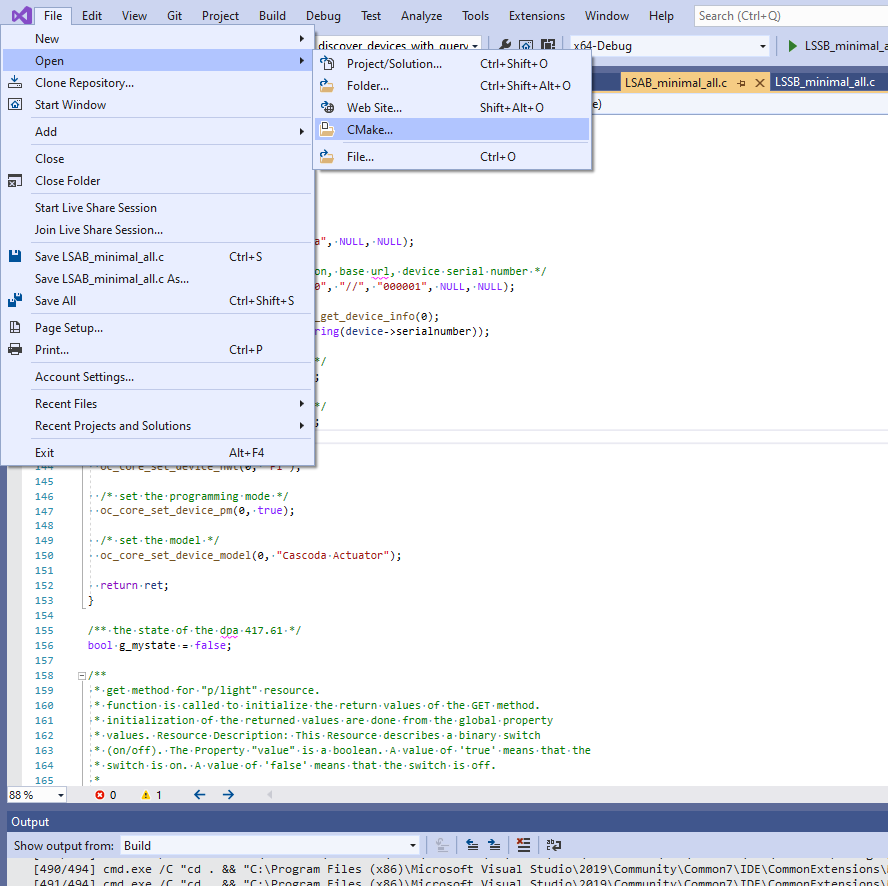 File Edit View Git Project Build Debug Test Analyze Tools Extensions Window Help Search (Ctrl+Q)
discover_devices_with_query x64-Debug LSSB_minimal_a
LSAB_minimal_all.c LSSB_minimal_all.c
New
Open
Clone Repository...
Start Window
Add
Close
Close Folder
Start Live Share Session
Join Live Share Session...
Save LSAB_minimal_all.c Ctrl+S
Save LSAB_minimal_all.c As...
Save All Ctrl+Shift+S
Page Setup...
Print... Ctrl+P
Account Settings...
Recent Files
Recent Projects and Solutions
Exit Alt+F4
Project/Solution... Ctrl+Shift+O
Folder... Ctrl+Shift+Alt+O
Web Site... Shift+Alt+O
CMake...
File... Ctrl+O
e)
a", NULL, NULL);
on, base url, device serial number */
0", "//", "000001", NULL, NULL);
_get_device_info(0);
ring(device->serialnumber));
*/
;
*/
;
144 oc_core_set_device_hwt(0, "Pi");
145
146 /* set the programming mode */
147 oc_core_set_device_pm(0, true);
148
149 /* set the model */
150 oc_core_set_device_model(0, "Cascoda Actuator");
151
152 return ret;
153 }
154
155 /** the state of the dpa 417.61 */
156 bool g_mystate = false;
157
158 /**
159 * get method for "p/light" resource.
160 * function is called to initialize the return values of the GET method.
161 * initialization of the returned values are done from the global property
162 * values. Resource Description: This Resource describes a binary switch
163 * (on/off). The Property "value" is a boolean. A value of 'true' means that the
164 * switch is on. A value of 'false' means that the switch is off.
165 *
88 % 0 1
Output
Show output from: Build
[490/494] cmd.exe /C "cd . && "C:\Program Files (x86)\Microsoft Visual Studio\2019\Community\Common7\IDE\CommonExtensions\
[491/494] cmd.exe /C "cd . && "C:\Program Files (x86)\Microsoft Visual Studio\2019\Community\Common7\IDE\CommonExtensions\